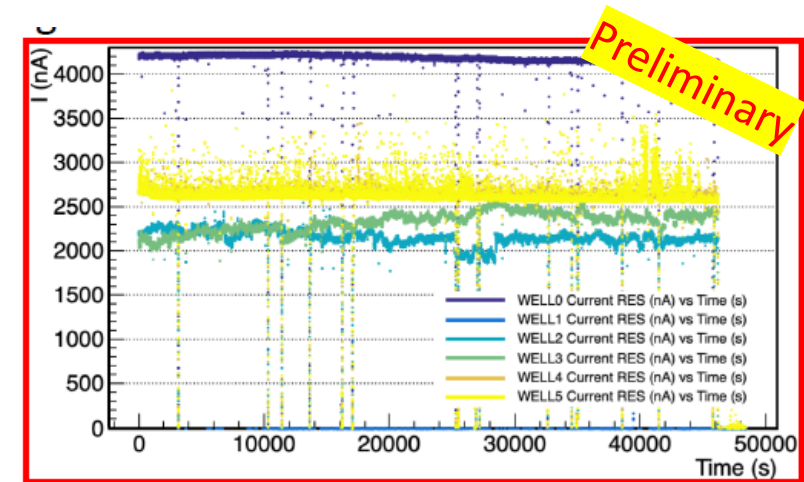 Preliminary
I (nA)
4000
3500
3000
2500
2000
1500
1000
500
0
WELL0 Current RES (nA) vs Time (s)
WELL1 Current RES (nA) vs Time (s)
WELL2 Current RES (nA) vs Time (s)
WELL3 Current RES (nA) vs Time (s)
WELL4 Current RES (nA) vs Time (s)
WELL5 Current RES (nA) vs Time (s)
0 10000 20000 30000 40000 50000
Time (s)